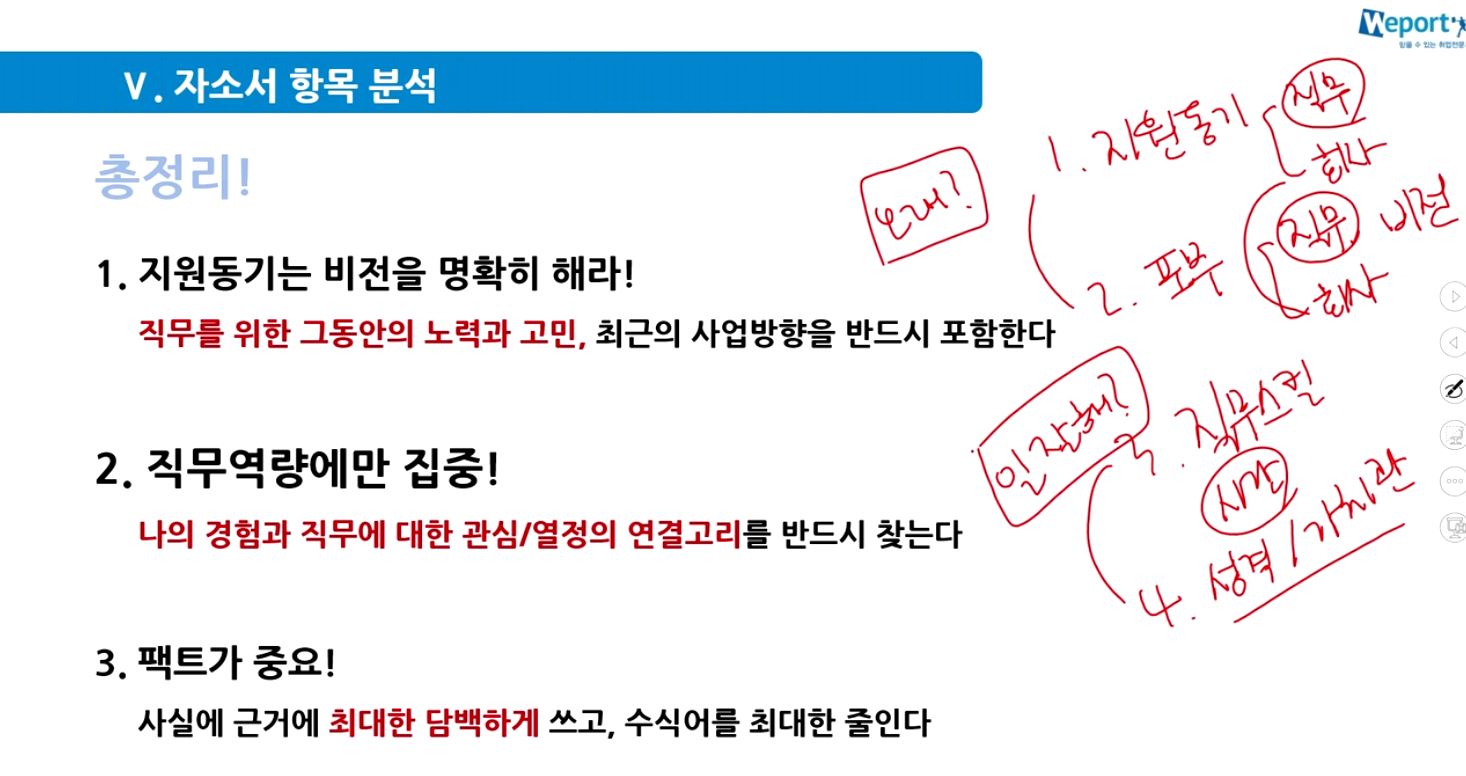 Weport
믿을 수 있는 취업전문
Ⅴ. 자소서 항목 분석
총정리!
1. 지원동기는 비전을 명확히 해라!
직무를 위한 그동안의 노력과 고민, 최근의 사업방향을 반드시 포함한다
2. 직무역량에만 집중!
나의 경험과 직무에 대한 관심/열정의 연결고리를 반드시 찾는다
3. 팩트가 중요!
사실에 근거에 최대한 담백하게 쓰고, 수식어를 최대한 줄인다
오래?
1. 지원동기
직무
회사
2. 포부
직무 비전
회사
일잘해?
3. 직무스킬
시간
4. 성격/가치관